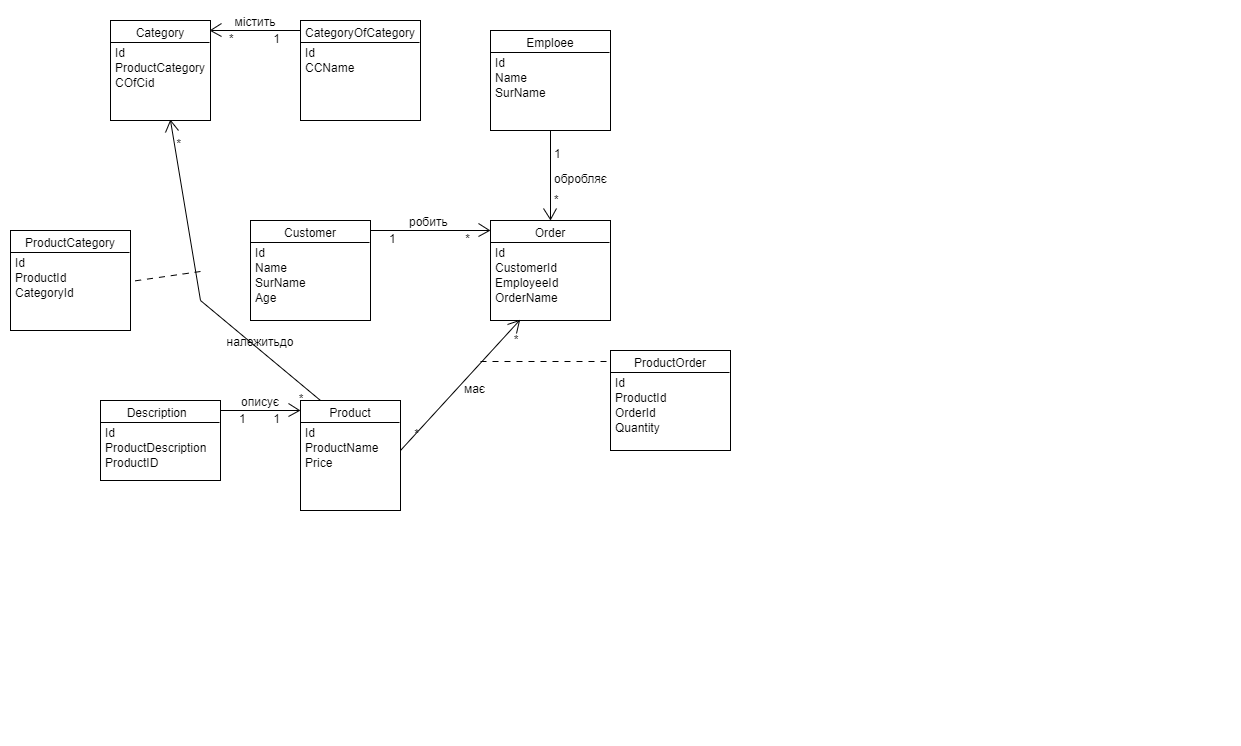 Category
Id
ProductCategory
COfCid
містить
*
1
CategoryOfCategory
Id
CCName
Emploee
Id
Name
SurName
1
обробляє
*
*
ProductCategory
Id
ProductId
CategoryId
Customer
Id
Name
SurName
Age
робить
1
*
Order
Id
CustomerId
EmployeeId
OrderName
належитьдо
*
*
має
*
ProductOrder
Id
ProductId
OrderId
Quantity
Description
Id
ProductDescription
ProductID
описує
1
1
Product
Id
ProductName
Price